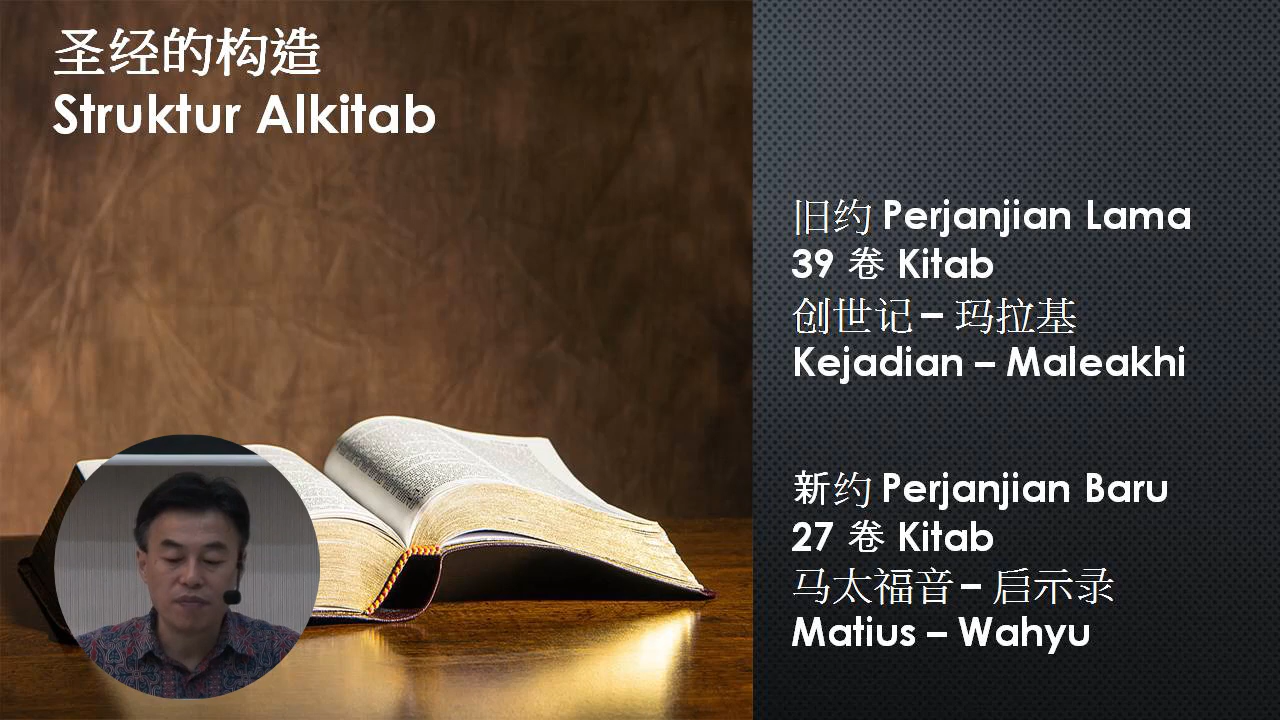 圣经的构造
Struktur Alkitab
旧约 Perjanjian Lama
39 卷 Kitab
创世记 – 玛拉基
Kejadian – Maleakhi
新约 Perjanjian Baru
27 卷 Kitab
马太福音 – 启示录
Matius – Wahyu